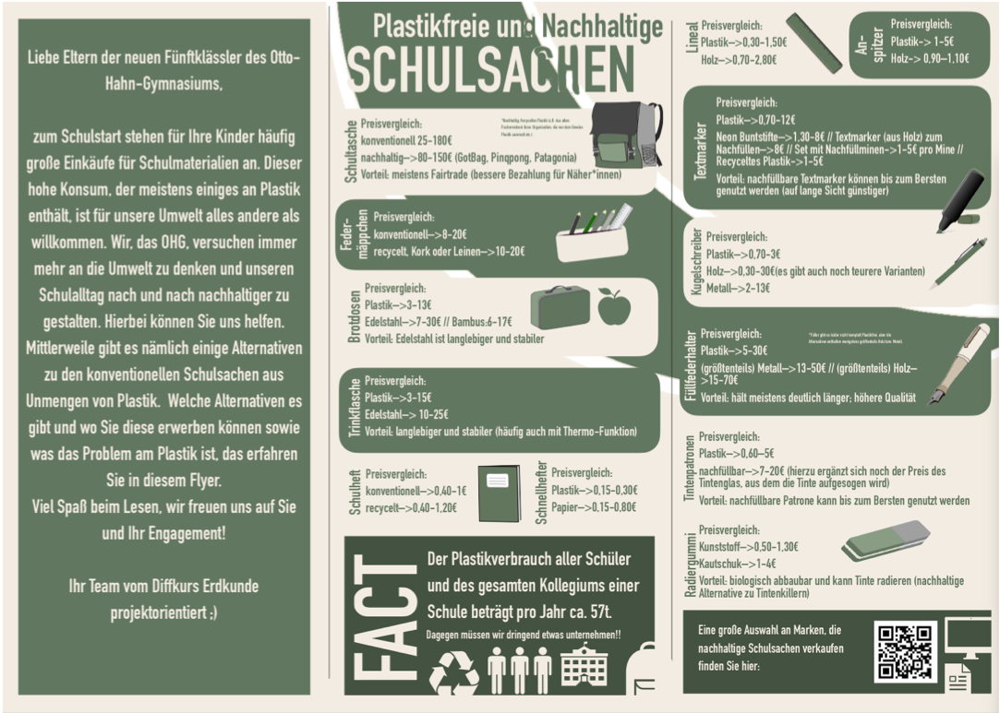 Liebe Eltern der neuen Fünftklässler des Otto-
Hahn-Gymnasiums,
zum Schulstart stehen für Ihre Kinder häufig
große Einkäufe für Schulmaterialien an. Dieser
hohe Konsum, der meistens einiges an Plastik
enthält, ist für unsere Umwelt alles andere als
willkommen. Wir, das OHG, versuchen immer
mehr an die Umwelt zu denken und unseren
Schulalltag nach und nach nachhaltiger zu
gestalten. Hierbei können Sie uns helfen.
Mittlerweile gibt es nämlich einige Alternativen
zu den konventionellen Schulsachen aus
Unmengen von Plastik. Welche Alternativen es
gibt und wo Sie diese erwerben können sowie
was das Problem am Plastik ist, das erfahren
Sie in diesem Flyer.
Viel Spaß beim Lesen, wir freuen uns auf Sie
und Ihr Engagement!
Ihr Team vom Diffkurs Erdkunde
projektorientiert ;)
Plastikfreie und Nachhaltige
SCHULSACHEN
Schultasche
Preisvergleich:
konventionell 25-180€
nachhaltig->80-150€ (GotBag, Pinqpong, Patagonia)
Vorteil: meistens Fairtrade (bessere Bezahlung für Näher*innen)
Feder-
mäppchen
Preisvergleich:
konventionell->8-20€
recycelt, Kork oder Leinen->10-20€
Brotdosen
Preisvergleich:
Plastik->3-13€
Edelstahl->7-30€ // Bambus:6-17€
Vorteil: Edelstahl ist langlebiger und stabiler
Trinkflasche
Preisvergleich:
Plastik->3-15€
Edelstahl-> 10-25€
Vorteil: langlebiger und stabiler (häufig auch mit Thermo-Funktion)
Schulheft
Preisvergleich:
konventionell->0,40-1€
recycelt->0,40-1,20€
Schnellhefter
Preisvergleich:
Plastik->0,15-0,30€
Papier->0,15-0,80€
FACT
Der Plastikverbrauch aller Schüler
und des gesamten Kollegiums einer
Schule beträgt pro Jahr ca. 57t.
Dagegen müssen wir dringend etwas unternehmen!!
Lineal
Preisvergleich:
Plastik->0,30-1,50€
Holz->0,70-2,80€
An-
spitzer
Preisvergleich:
Plastik-> 1-5€
Holz-> 0,90-1,10€
Textmarker
Preisvergleich:
Plastik->0,70-12€
Neon Buntstifte->1,30-8€ // Textmarker (aus Holz) zum
Nachfüllen->8€ // Set mit Nachfüllminen->1-5€ pro Mine //
Recyceltes Plastik->1-5€
Vorteil: nachfüllbare Textmarker können bis zum Bersten
genutzt werden (auf lange Sicht günstiger)
Kugelschreiber
Preisvergleich:
Plastik->0,70-3€
Holz->0,30-30€(es gibt auch noch teurere Varianten)
Metall->2-13€
Füllfederhalter
Preisvergleich:
Plastik->5-30€
(größtenteils) Metall->13-50€ // (größtenteils) Holz-
>15-70€
Vorteil: hält meistens deutlich länger; höhere Qualität
Tintenpatronen
Preisvergleich:
Plastik->0,60-5€
nachfüllbar->7-20€ (hierzu ergänzt sich noch der Preis des
Tintenglas, aus dem die Tinte aufgesogen wird)
Vorteil: nachfüllbare Patrone kann bis zum Bersten genutzt werden
Radiergummi
Preisvergleich:
Kunststoff->0,50-1,30€
Kautschuk->1-4€
Vorteil: biologisch abbaubar und kann Tinte radieren (nachhaltige
Alternative zu Tintenkillern)
Eine große Auswahl an Marken, die
nachhaltige Schulsachen verkaufen
finden Sie hier: